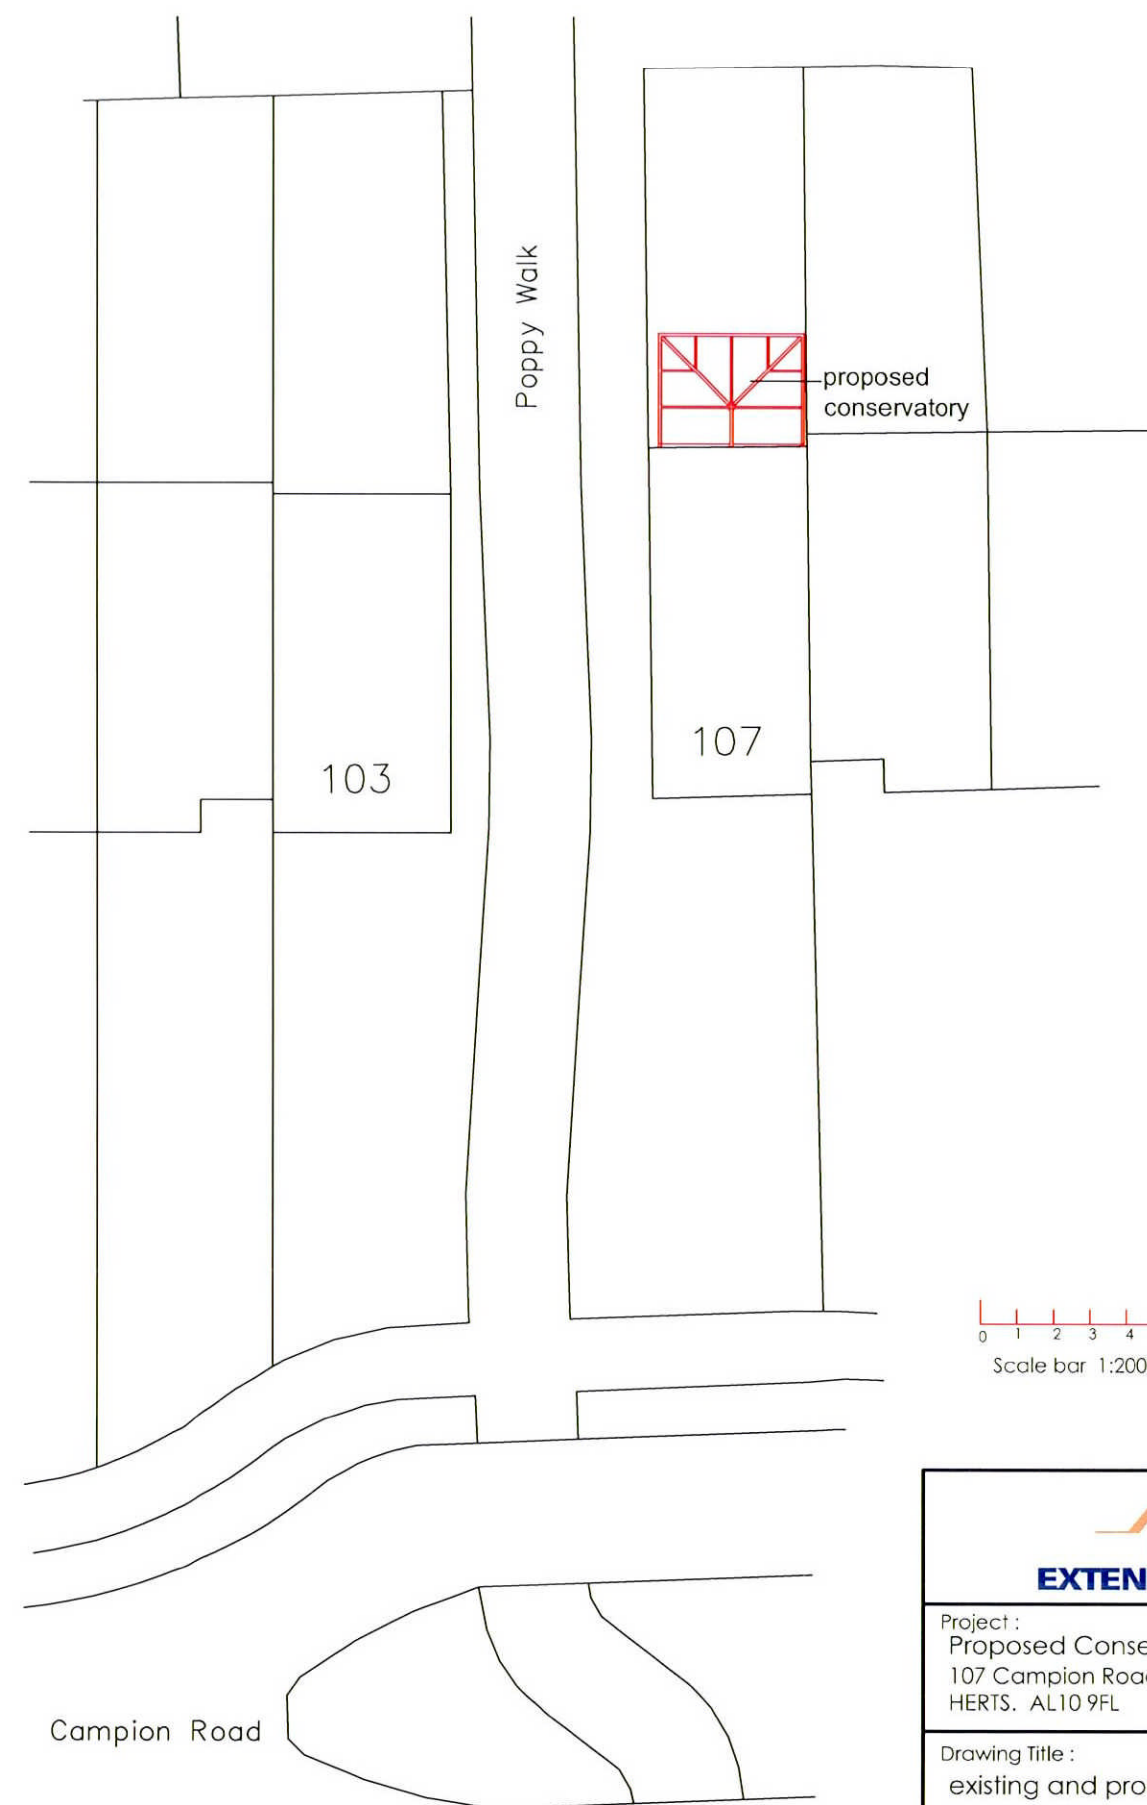 Poppy Walk
proposed
conservatory
107
103
0 1 2 3 4
Scale bar 1:200
EXTEN
Project :
Proposed Conse
107 Campion Road
HERTS. AL10 9FL
Campion Road
Drawing Title :
existing and pro